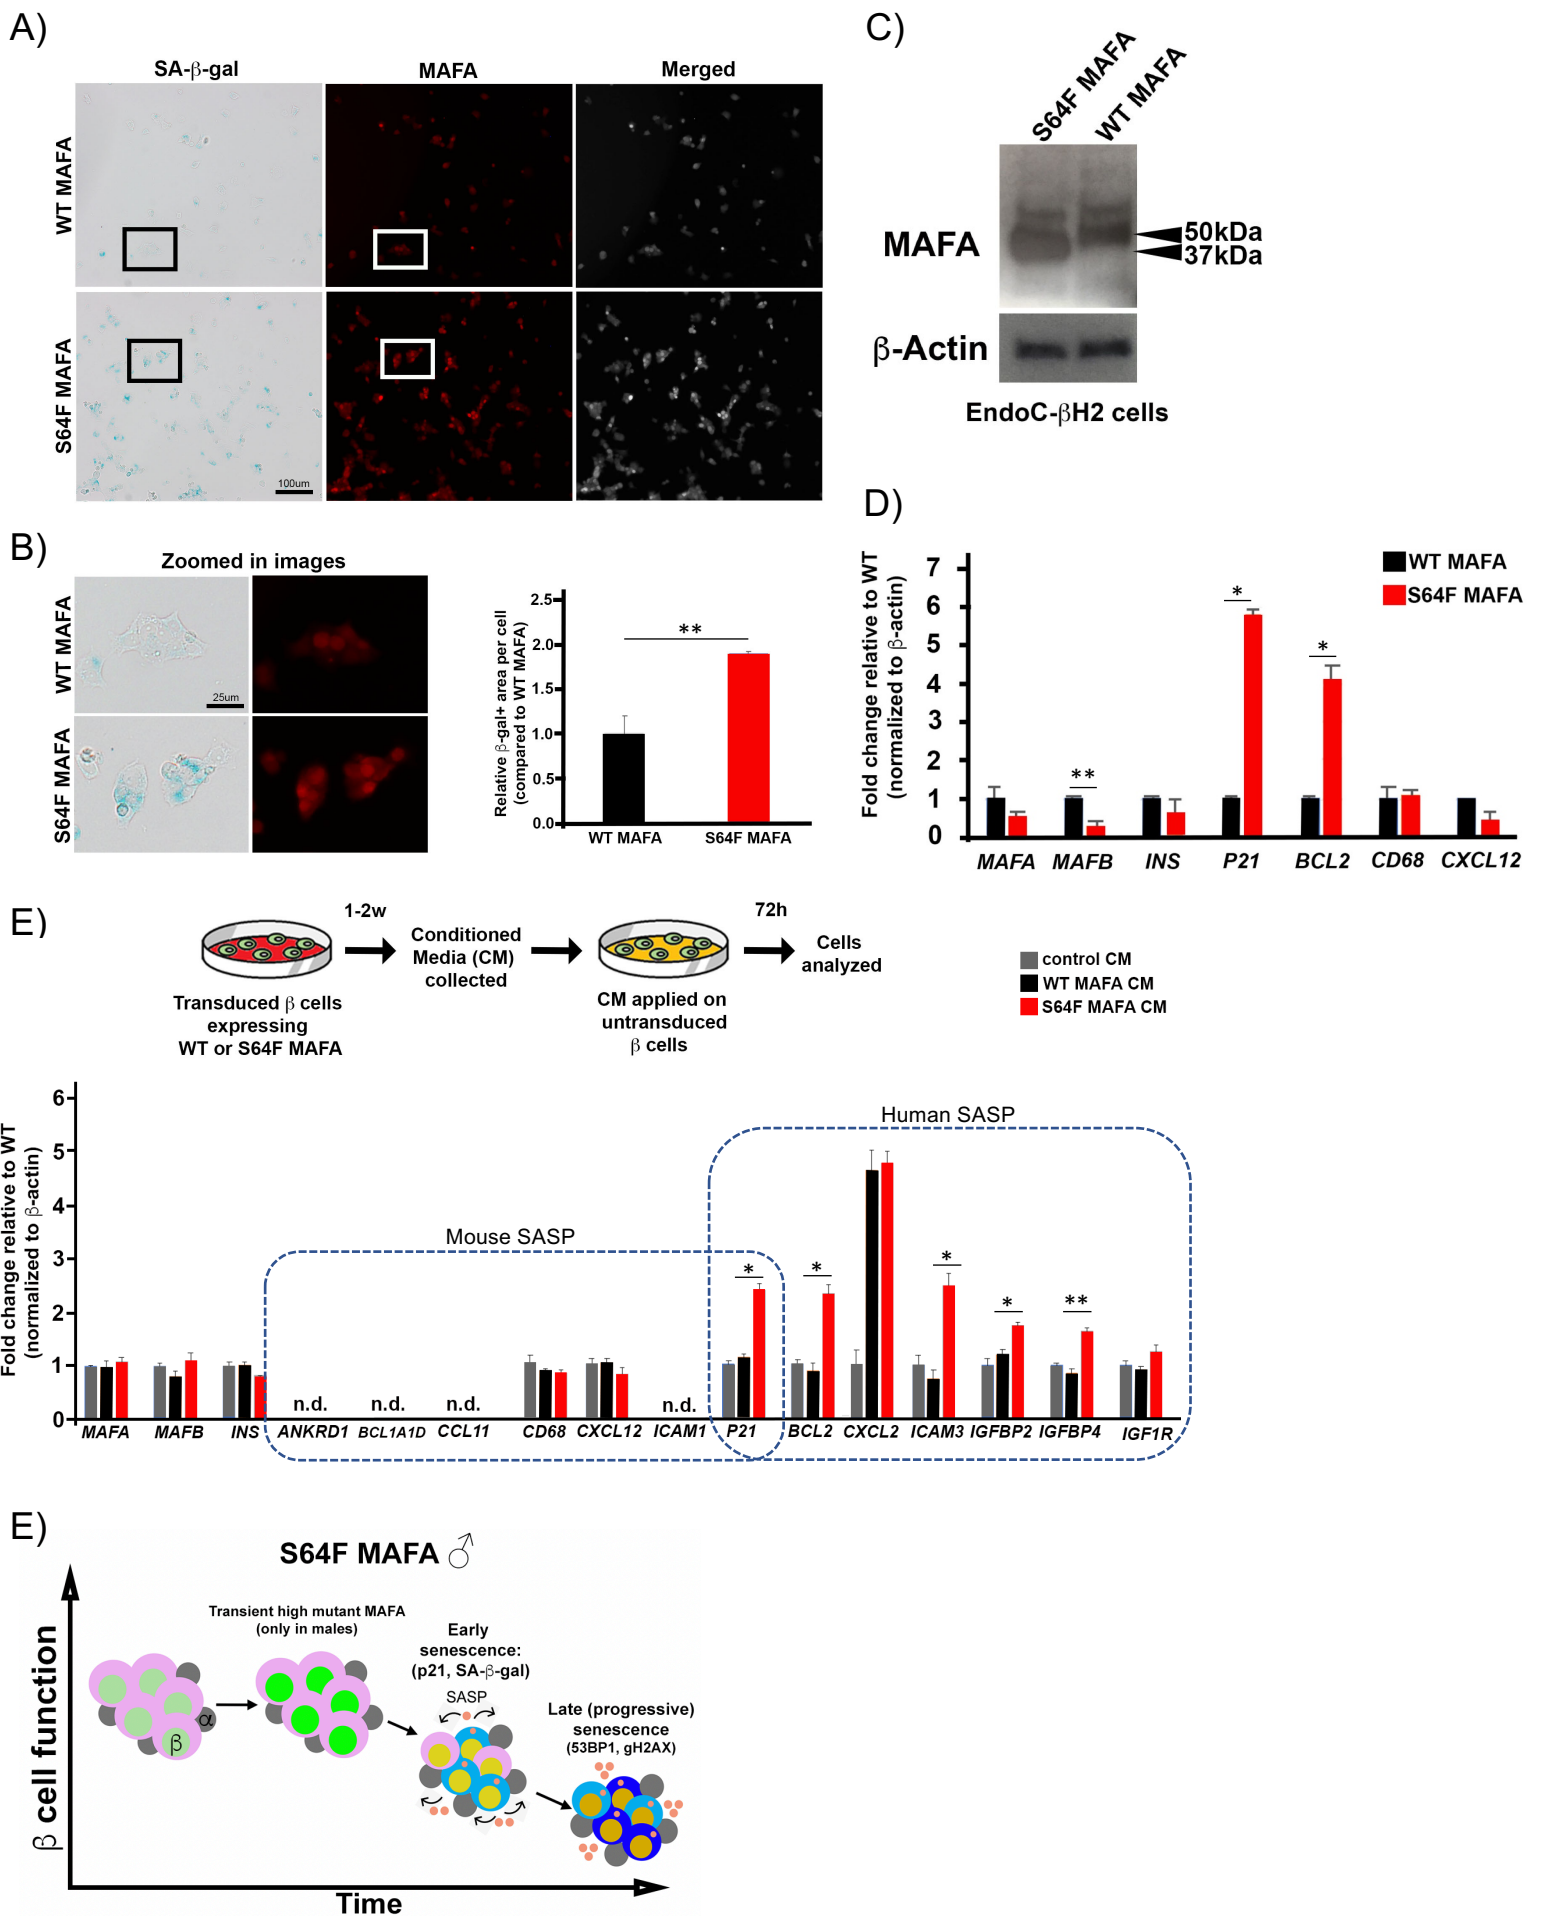 A)
SA-β-gal
MAFA
Merged
WT MAFA
S64F MAFA
100um
B)
Zoomed in images
WT MAFA
25um
S64F MAFA
Relative β-gal+ area per cell
(compared to WT MAFA)
2.5
2.0
1.5
1.0
0.5
0.0
**
WT MAFA
S64F MAFA
C)
S64F MAFA
WT MAFA
MAFA
50kDa
37kDa
β-Actin
EndoC-βH2 cells
D)
Fold change relative to WT
(normalized to β-actin)
7
6
5
4
3
2
1
0
**
*
*
WT MAFA
S64F MAFA
MAFA
MAFB
INS
P21
BCL2
CD68
CXCL12
E)
1-2w
72h
Conditioned
Media (CM)
collected
Cells
analyzed
Transduced β cells
expressing
WT or S64F MAFA
CM applied on
untransduced
β cells
control CM
WT MAFA CM
S64F MAFA CM
Fold change relative to WT
(normalized to β-actin)
6
5
4
3
2
1
0
Mouse SASP
Human SASP
*
*
*
*
**
n.d.
n.d.
n.d.
n.d.
MAFA
MAFB
INS
ANKRD1
BCL1A1D
CCL11
CD68
CXCL12
ICAM1
P21
BCL2
CXCL2
ICAM3
IGFBP2
IGFBP4
IGF1R
E)
S64F MAFA ♂
β cell function
Transient high mutant MAFA
(only in males)
Early
senescence:
(p21, SA-β-gal)
SASP
Late (progressive)
senescence
(53BP1, gH2AX)
α
β
Time